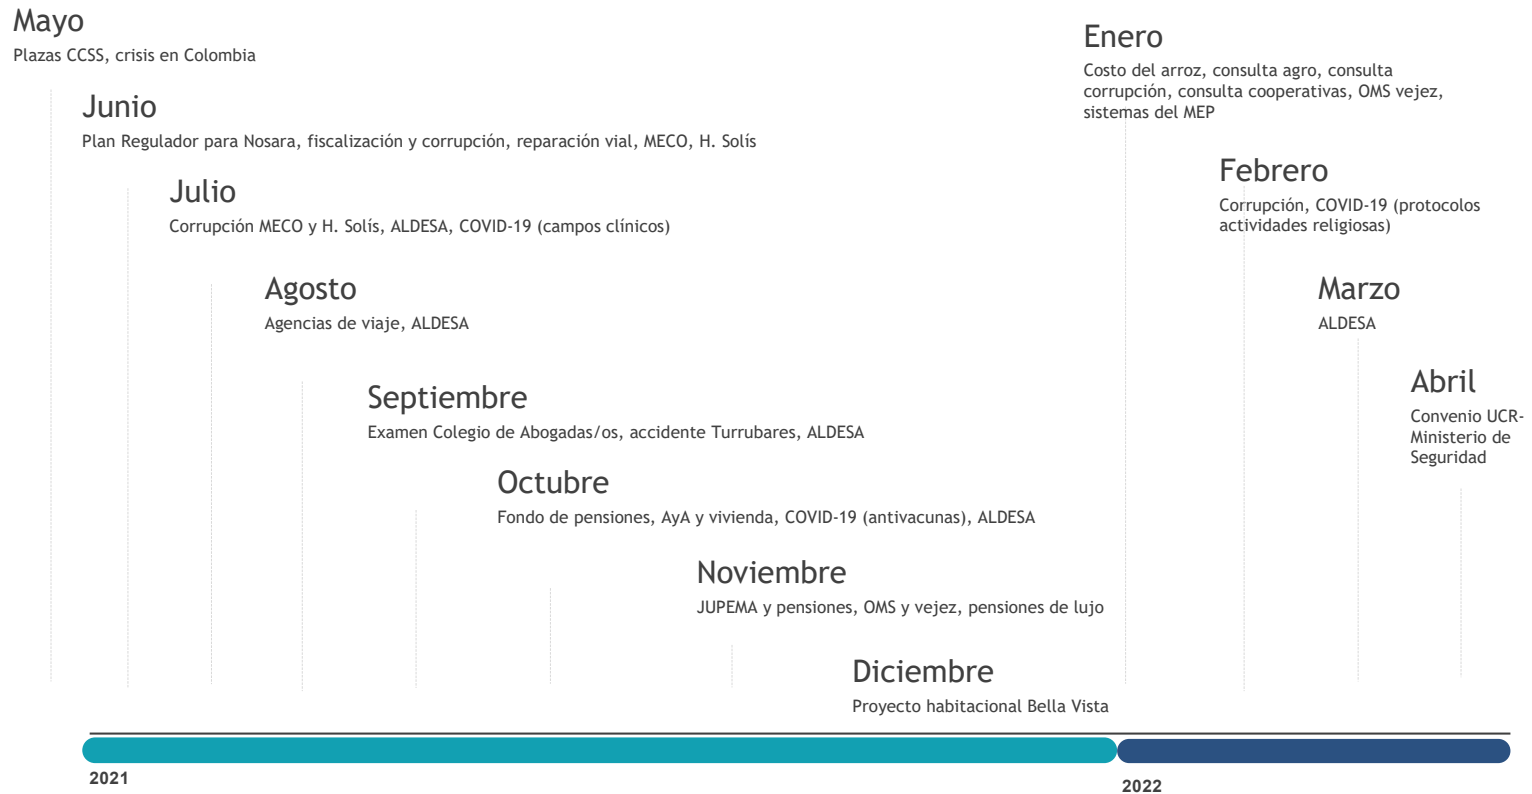 Mayo
Plazas CCSS, crisis en Colombia
Junio
Plan Regulador para Nosara, fiscalización y corrupción, reparación vial, MECO, H. Solís
Julio
Corrupción MECO y H. Solís, ALDESA, COVID-19 (campos clínicos)
Agosto
Agencias de viaje, ALDESA
Septiembre
Examen Colegio de Abogadas/os, accidente Turrubares, ALDESA
Octubre
Fondo de pensiones, AyA y vivienda, COVID-19 (antivacunas), ALDESA
Noviembre
JUPEMA y pensiones, OMS y vejez, pensiones de lujo
Diciembre
Proyecto habitacional Bella Vista
Enero
Costo del arroz, consulta agro, consulta
corrupción, consulta cooperativas, OMS vejez,
sistemas del MEP
Febrero
Corrupción, COVID-19 (protocolos
actividades religiosas)
Marzo
ALDESA
Abril
Convenio UCR-
Ministerio de
Seguridad
2021
2022